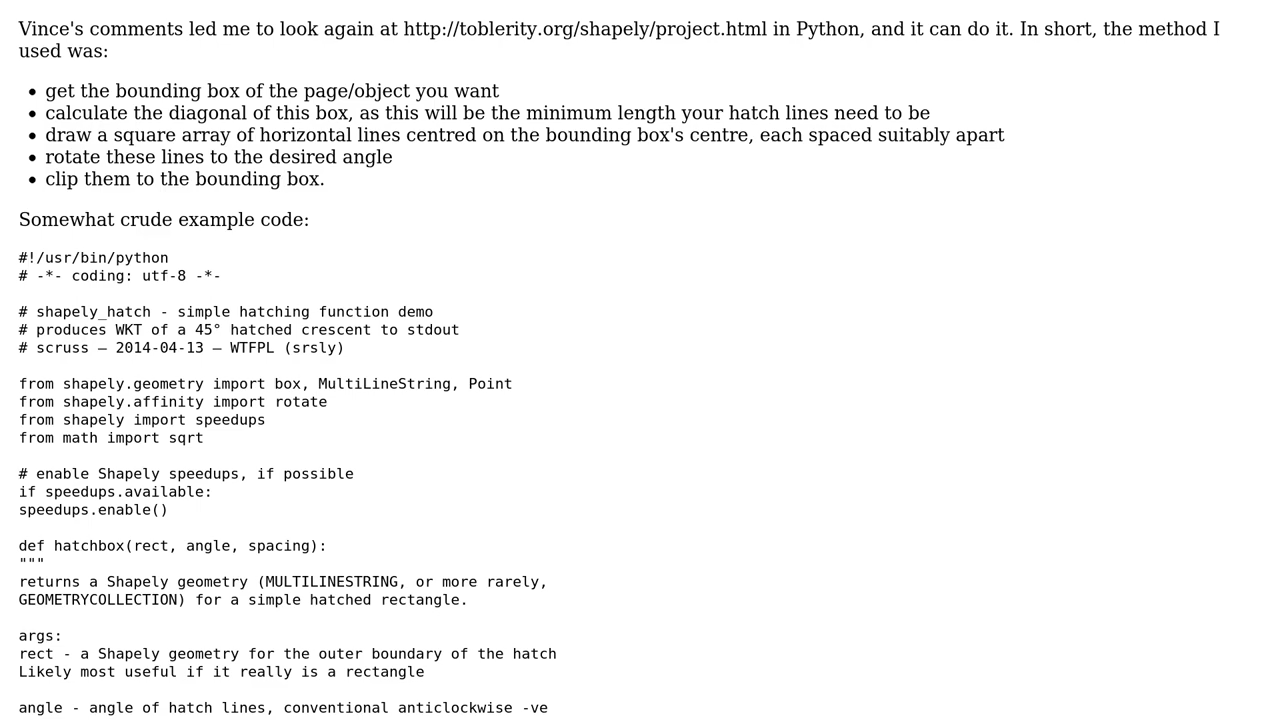 Vince's comments led me to look again at http://toblerity.org/shapely/project.html in Python, and it can do it. In short, the method I
used was:
• get the bounding box of the page/object you want
• calculate the diagonal of this box, as this will be the minimum length your hatch lines need to be
• draw a square array of horizontal lines centred on the bounding box's centre, each spaced suitably apart
• rotate these lines to the desired angle
• clip them to the bounding box.
Somewhat crude example code:
#!/usr/bin/python
# -*- coding: utf-8 -*-
# shapely_hatch - simple hatching function demo
# produces WKT of a 45° hatched crescent to stdout
# scruss — 2014-04-13 — WTFPL (srsly)
from shapely.geometry import box, MultiLineString, Point
from shapely.affinity import rotate
from shapely import speedups
from math import sqrt
# enable Shapely speedups, if possible
if speedups.available:
speedups.enable()
def hatchbox(rect, angle, spacing):
"""
returns a Shapely geometry (MULTILINESTRING, or more rarely,
GEOMETRYCOLLECTION) for a simple hatched rectangle.
args:
rect - a Shapely geometry for the outer boundary of the hatch
Likely most useful if it really is a rectangle
angle - angle of hatch lines, conventional anticlockwise -ve